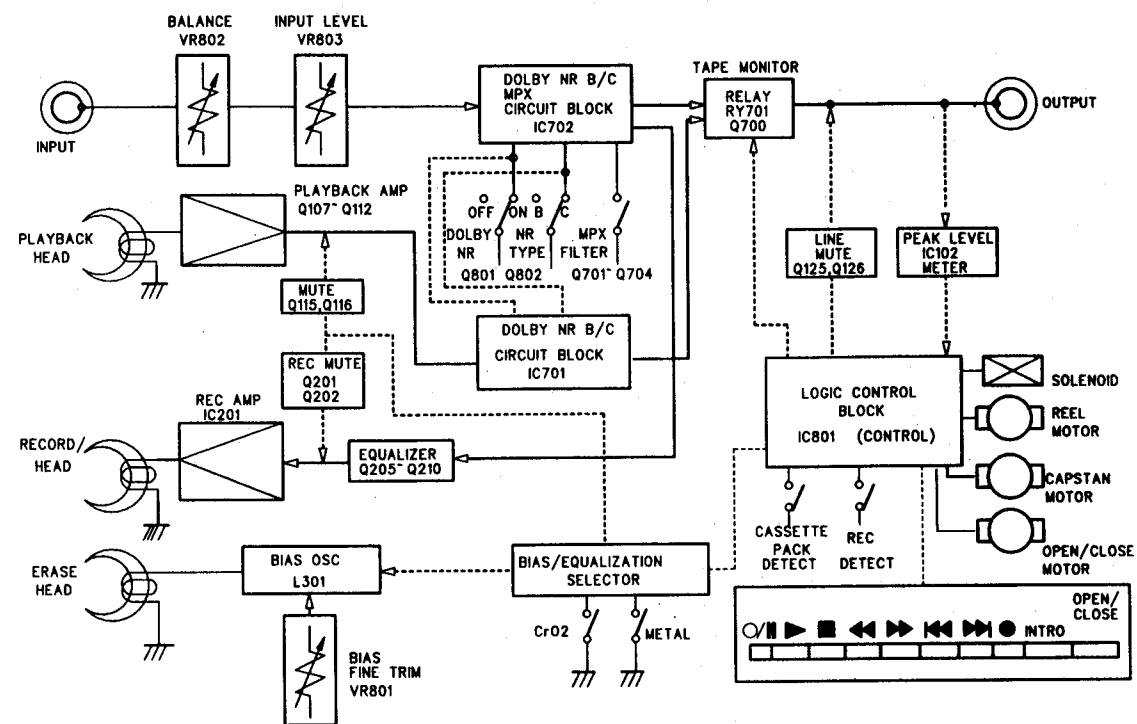 BALANCE
VR802
INPUT LEVEL
VR803
INPUT
DOLBY NR B/C
MPX
CIRCUIT BLOCK
IC702
TAPE MONITOR
RELAY
RY701
Q700
OUTPUT
PLAYBACK AMP
Q107~Q112
PLAYBACK
HEAD
OFF ON B C
DOLBY NR MPX
NR TYPE FILTER
Q801 Q802 Q701~Q704
LINE
MUTE
Q125,Q126
PEAK LEVEL
IC102
METER
MUTE
Q115,Q116
DOLBY NR B/C
CIRCUIT BLOCK
IC701
REC MUTE
Q201
Q202
LOGIC CONTROL
BLOCK
IC801 (CONTROL)
SOLENOID
REEL
MOTOR
CAPSTAN
MOTOR
OPEN/CLOSE
MOTOR
REC AMP
IC201
RECORD/
HEAD
EQUALIZER
Q205~Q210
CASSETTE
PACK
DETECT
REC
DETECT
ERASE
HEAD
BIAS OSC
L301
BIAS/EQUALIZATION
SELECTOR
CrO2
METAL
BIAS
FINE TRIM
VR801
OPEN/
CLOSE
INTRO